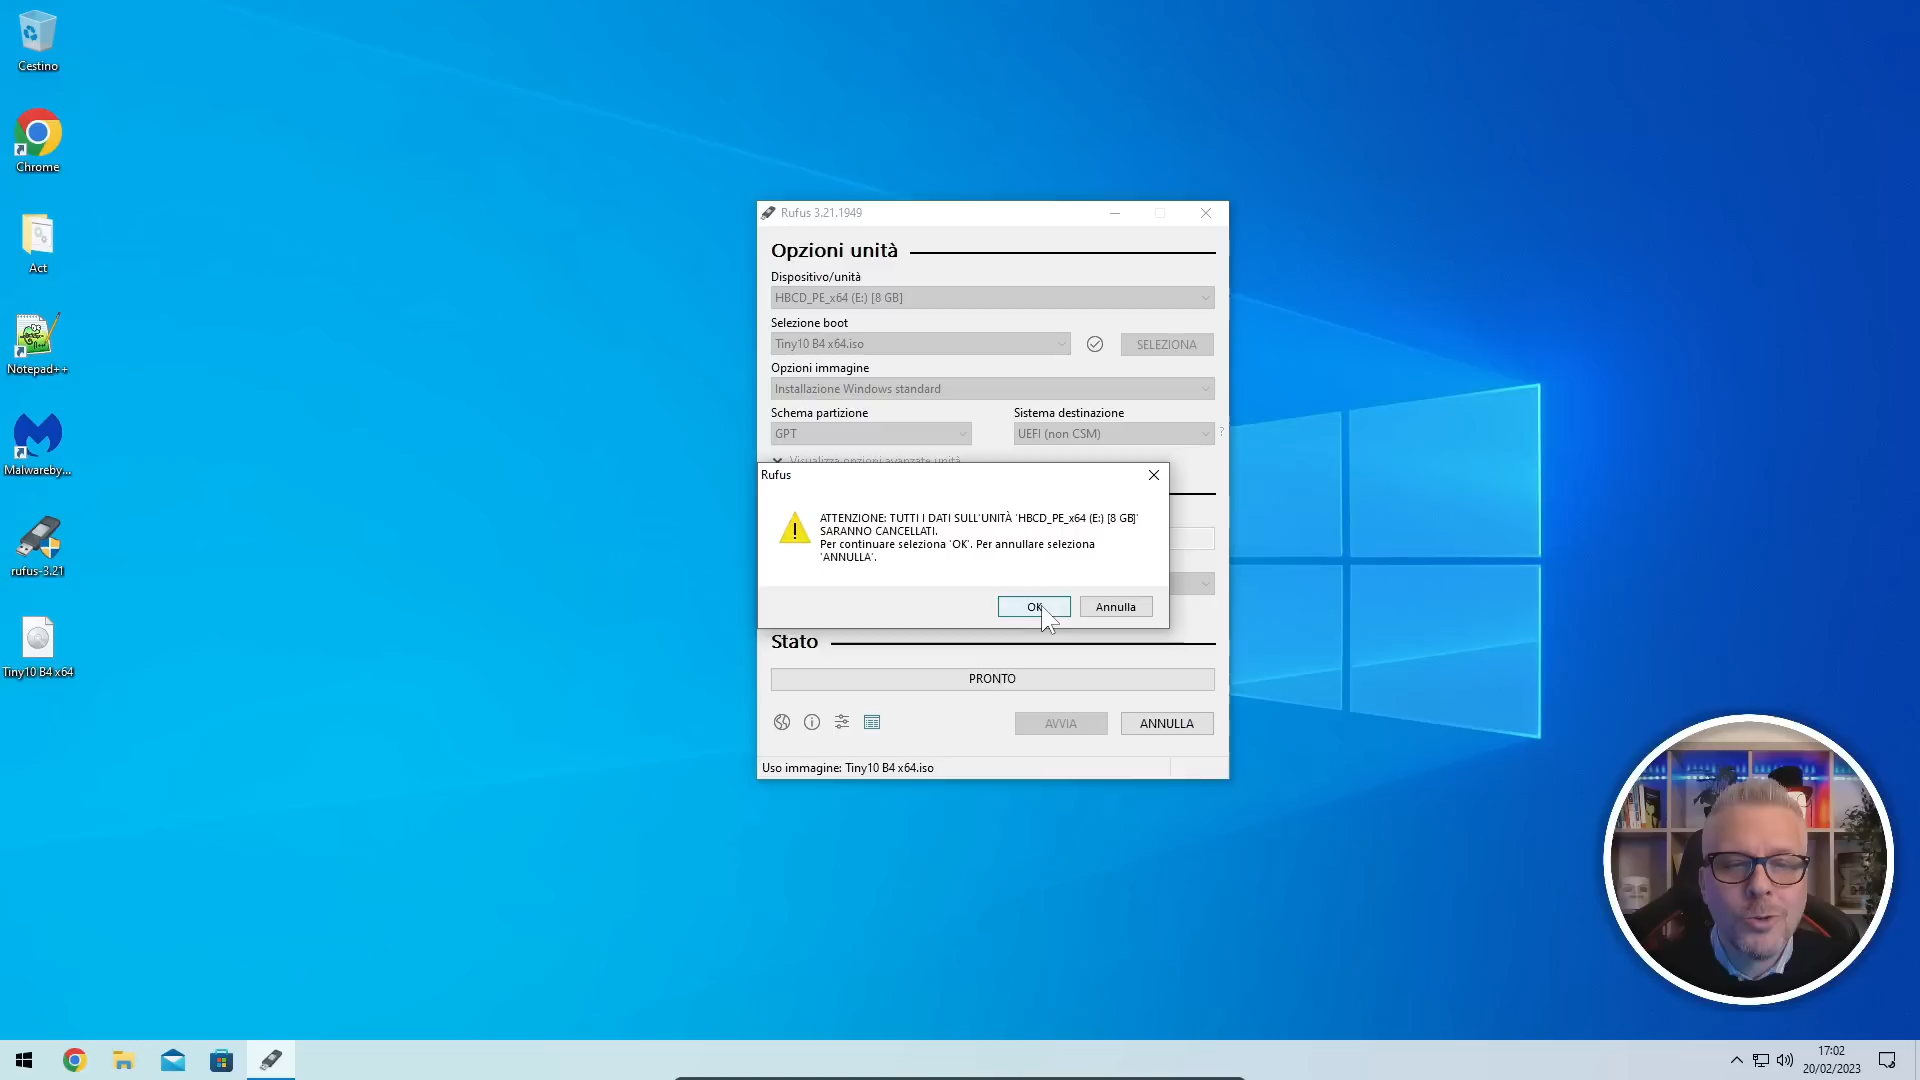 Cestino
Chrome
Act
Notepad++
Malwareby...
rufus-3.21
Tiny10 B4 x64
Rufus 3.21.1949
Opzioni unità
Dispositivo/unità
HBCD_PE_x64 (E:) [8 GB]
Selezione boot
Tiny10 B4 x64.iso
SELEZIONA
Opzioni immagine
Installazione Windows standard
Schema partizione
Sistema destinazione
GPT
UEFI (non CSM)
?
Visualizza opzioni avanzate unità
Rufus
ATTENZIONE: TUTTI I DATI SULL'UNITÀ 'HBCD_PE_x64 (E:) [8 GB]'
SARANNO CANCELLATI.
Per continuare seleziona 'OK'. Per annullare seleziona
'ANNULLA'.
OK
Annulla
Stato
PRONTO
AVVIA
ANNULLA
Uso immagine: Tiny10 B4 x64.iso
17:02
20/02/2023